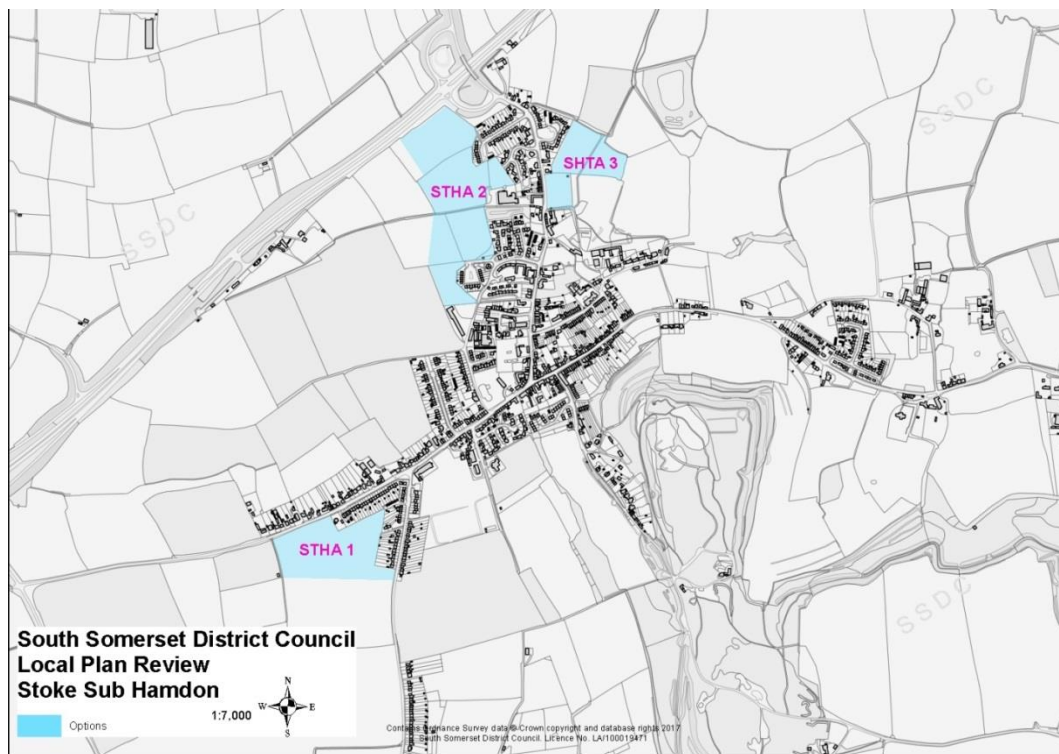 SSDC
SHTA 3
STHA 2
SSDC
STHA 1
SSDC
South Somerset District Council
Local Plan Review
Stoke Sub Hamdon
Options
1:7,000
N
W E
S
Contains Ordnance Survey data © Crown copyright and database rights 2017
South Somerset District Council. Licence No. LA/100019471